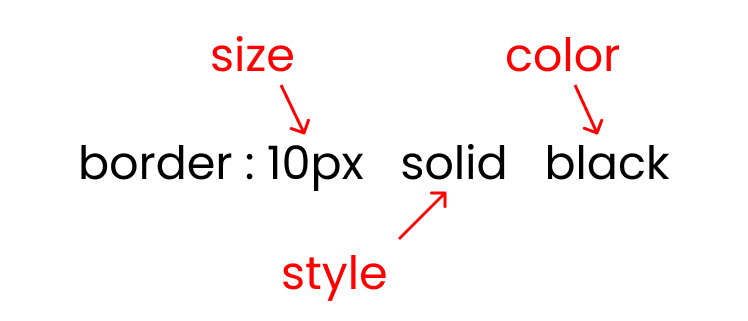 size color
border : 10px solid black
style